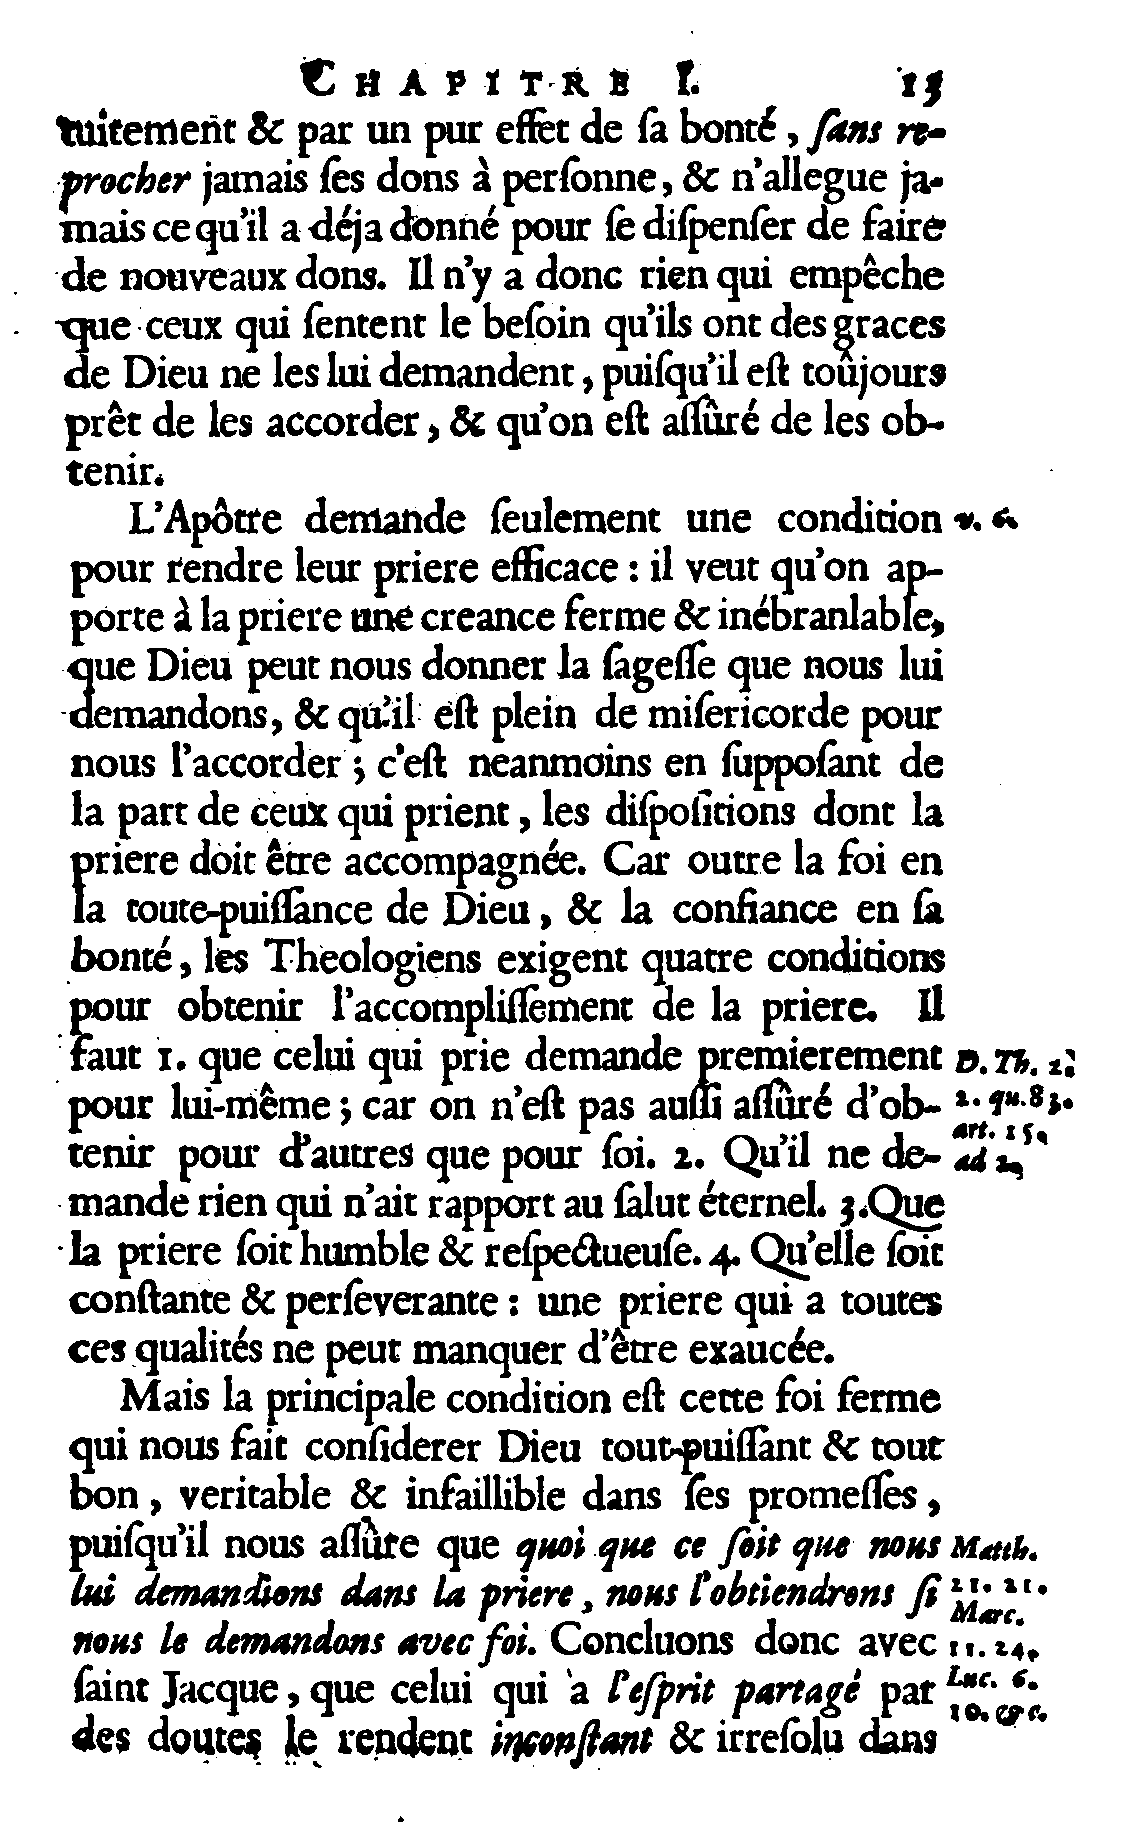 CHAPITRE I. 15
tuitement & par un pur effet de ſa bonté, ſans re-
procher jamais ſes dons à perſonne, & n'allegue ja-
mais ce qu'il a déja donné pour ſe diſpenſer de faire
de nouveaux dons. Il n'y a donc rien qui empêche
que ceux qui ſentent le beſoin qu'ils ont des graces
de Dieu ne les lui demandent, puiſqu'il eſt toûjours
prêt de les accorder, & qu'on eſt aſſûré de les ob-
tenir.
L'Apôtre demande ſeulement une condition v. 6.
pour rendre leur priere efficace : il veut qu'on ap-
porte à la priere une creance ferme & inébranlable,
que Dieu peut nous donner la ſageſſe que nous lui
demandons, & qu'il eſt plein de miſericorde pour
nous l'accorder ; c'eſt neanmoins en ſuppoſant de
la part de ceux qui prient, les diſpoſitions dont la
priere doit être accompagnée. Car outre la foi en
la toute-puiſſance de Dieu, & la confiance en ſa
bonté, les Theologiens exigent quatre conditions
pour obtenir l'accompliſſement de la priere. Il
faut 1. que celui qui prie demande premierement D. Th. 2.
pour lui-même ; car on n'eſt pas auſſi aſſûré d'ob- 2. qu. 83.
art. 15.
tenir pour d'autres que pour ſoi. 2. Qu'il ne de- ad 2.
mande rien qui n'ait rapport au ſalut éternel. 3. Que
la priere ſoit humble & reſpectueuſe. 4. Qu'elle ſoit
conſtante & perſeverante : une priere qui a toutes
ces qualités ne peut manquer d'être exaucée.
Mais la principale condition eſt cette foi ferme
qui nous fait conſiderer Dieu tout-puiſſant & tout
bon, veritable & infaillible dans ſes promeſſes,
puiſqu'il nous aſſûre que quoi que ce ſoit que nous Matth.
lui demandions dans la priere, nous l'obtiendrons ſi 21. 21.
Marc.
nous le demandons avec foi. Concluons donc avec 11. 24.
ſaint Jacque, que celui qui a l'eſprit partagé par Luc. 6.
10. &c.
des doutes le rendent inconſtant & irreſolu dans